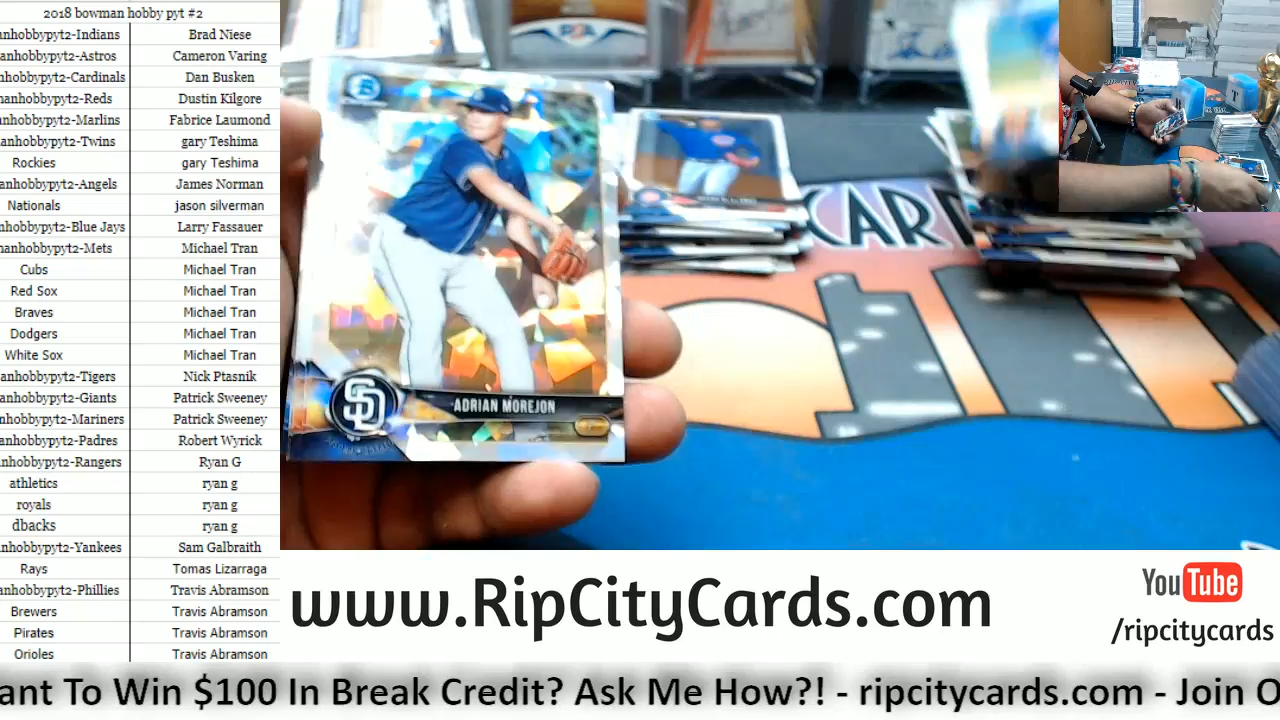 2018 bowman hobby pyt #2
anhobbypyt2-Indians Brad Niese
nhobbypyt2-Astros Cameron Varing
hobbypyt2-Cardinals Dan Busken
manhobbypyt2-Reds Dustin Kilgore
anhobbypyt2-Marlins Fabrice Laumond
anhobbypyt2-Twins gary Teshima
Rockies gary Teshima
anhobbypyt2-Angels James Norman
Nationals jason silverman
nhobbypyt2-Blue Jays Larry Fassauer
manhobbypyt2-Mets Michael Tran
Cubs Michael Tran
Red Sox Michael Tran
Braves Michael Tran
Dodgers Michael Tran
White Sox Michael Tran
anhobbypyt2-Tigers Nick Ptasnik
anhobbypyt2-Giants Patrick Sweeney
nhobbypyt2-Mariners Patrick Sweeney
anhobbypyt2-Padres Robert Wyrick
anhobbypyt2-Rangers Ryan G
athletics ryan g
royals ryan g
dbacks ryan g
nhobbypyt2-Yankees Sam Galbraith
Rays Tomas Lizarraga
anhobbypyt2-Phillies Travis Abramson
Brewers Travis Abramson
Pirates Travis Abramson
Orioles Travis Abramson
CARD
SD
ADRIAN MOREJON
T
www.RipCityCards.com
YouTube
/ripcitycards
ant To Win $100 In Break Credit? Ask Me How?! - ripcitycards.com - Join O